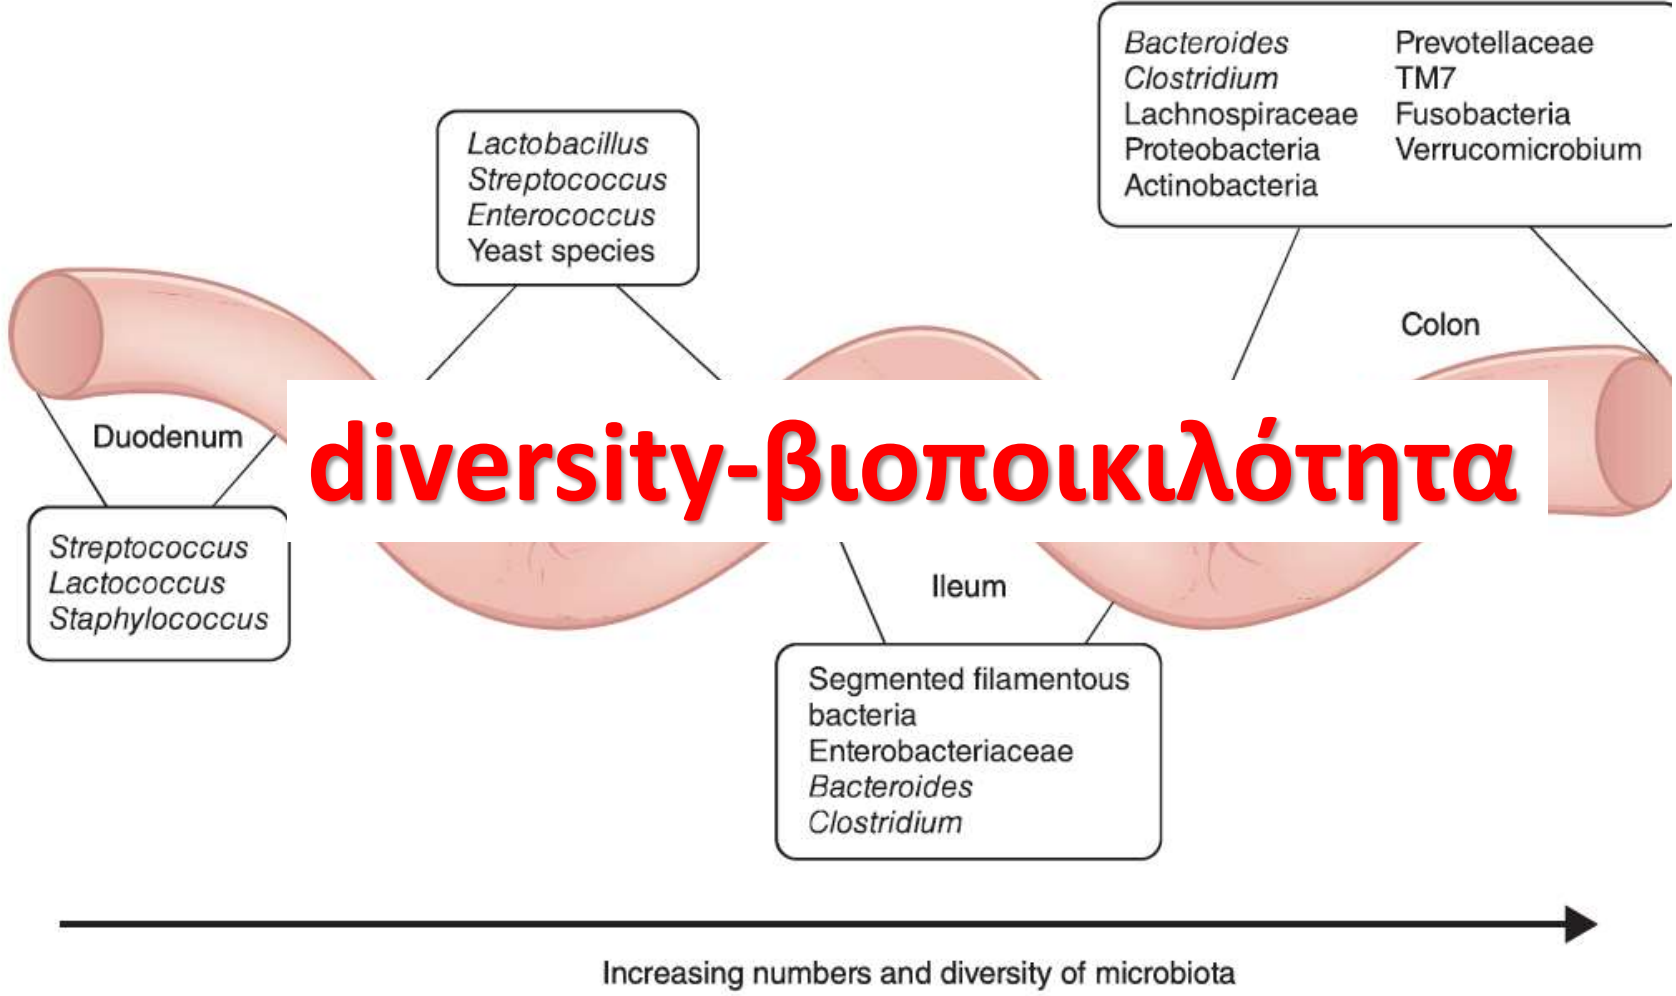 Bacteroides
Clostridium
Lachnospiraceae
Proteobacteria
Actinobacteria
Prevotellaceae
TM7
Fusobacteria
Verrucomicrobium
Lactobacillus
Streptococcus
Enterococcus
Yeast species
Colon
Duodenum
diversity-βιοποικιλότητα
Streptococcus
Lactococcus
Staphylococcus
Ileum
Segmented filamentous
bacteria
Enterobacteriaceae
Bacteroides
Clostridium
Increasing numbers and diversity of microbiota